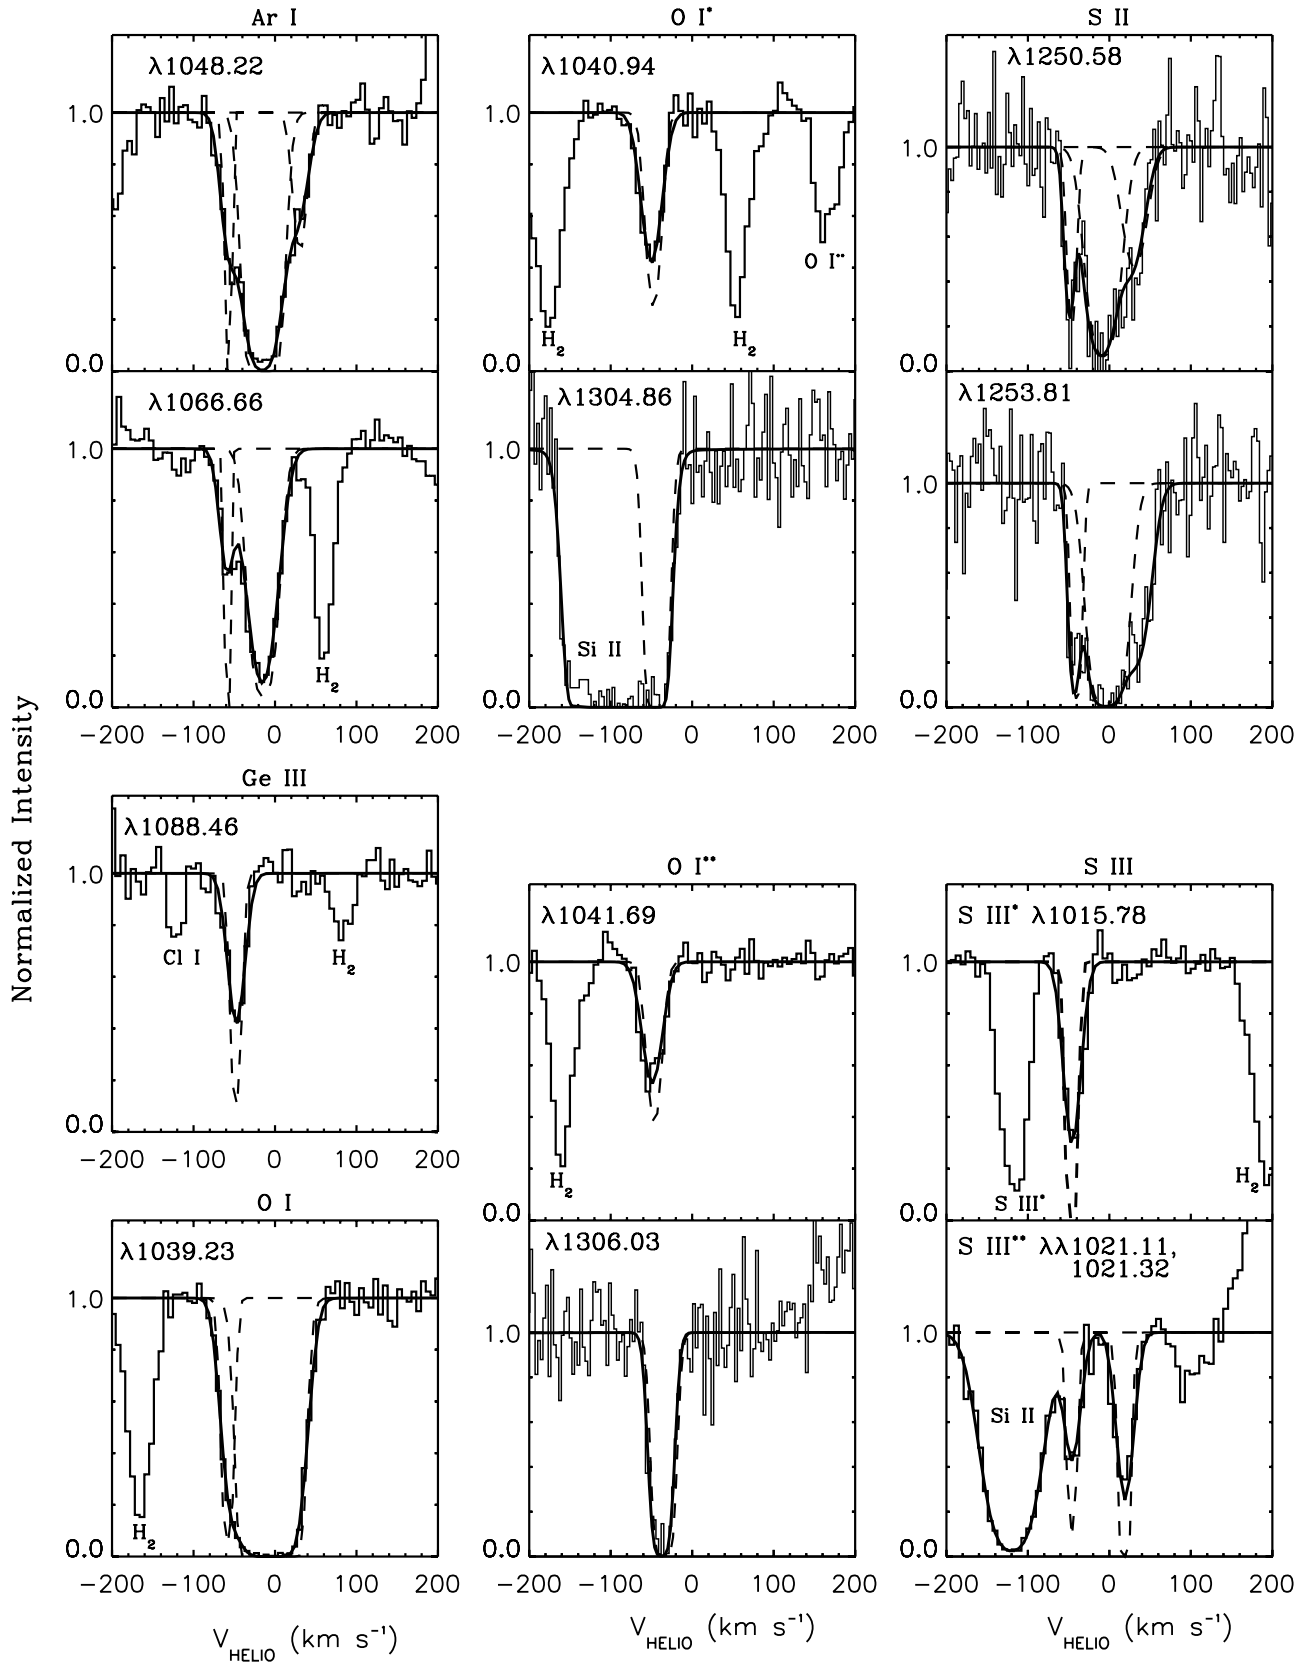 Ar I
O I*
S II
λ1048.22
λ1040.94
λ1250.58
1.0
1.0
1.0
O I**
H2
H2
0.0
0.0
0.0
λ1066.66
λ1304.86
λ1253.81
1.0
1.0
1.0
Si II
H2
0.0
0.0
0.0
−200 −100 0 100 200
−200 −100 0 100 200
−200 −100 0 100 200
Normalized Intensity
Ge III
λ1088.46
1.0
Cl I
H2
0.0
−200 −100 0 100 200
O I**
S III
λ1041.69
S III* λ1015.78
1.0
1.0
H2
S III*
H2
0.0
0.0
O I
λ1039.23
λ1306.03
S III** λλ1021.11,
1021.32
1.0
1.0
1.0
Si II
H2
0.0
0.0
0.0
−200 −100 0 100 200
−200 −100 0 100 200
−200 −100 0 100 200
VHELIO (km s−1)
VHELIO (km s−1)
VHELIO (km s−1)